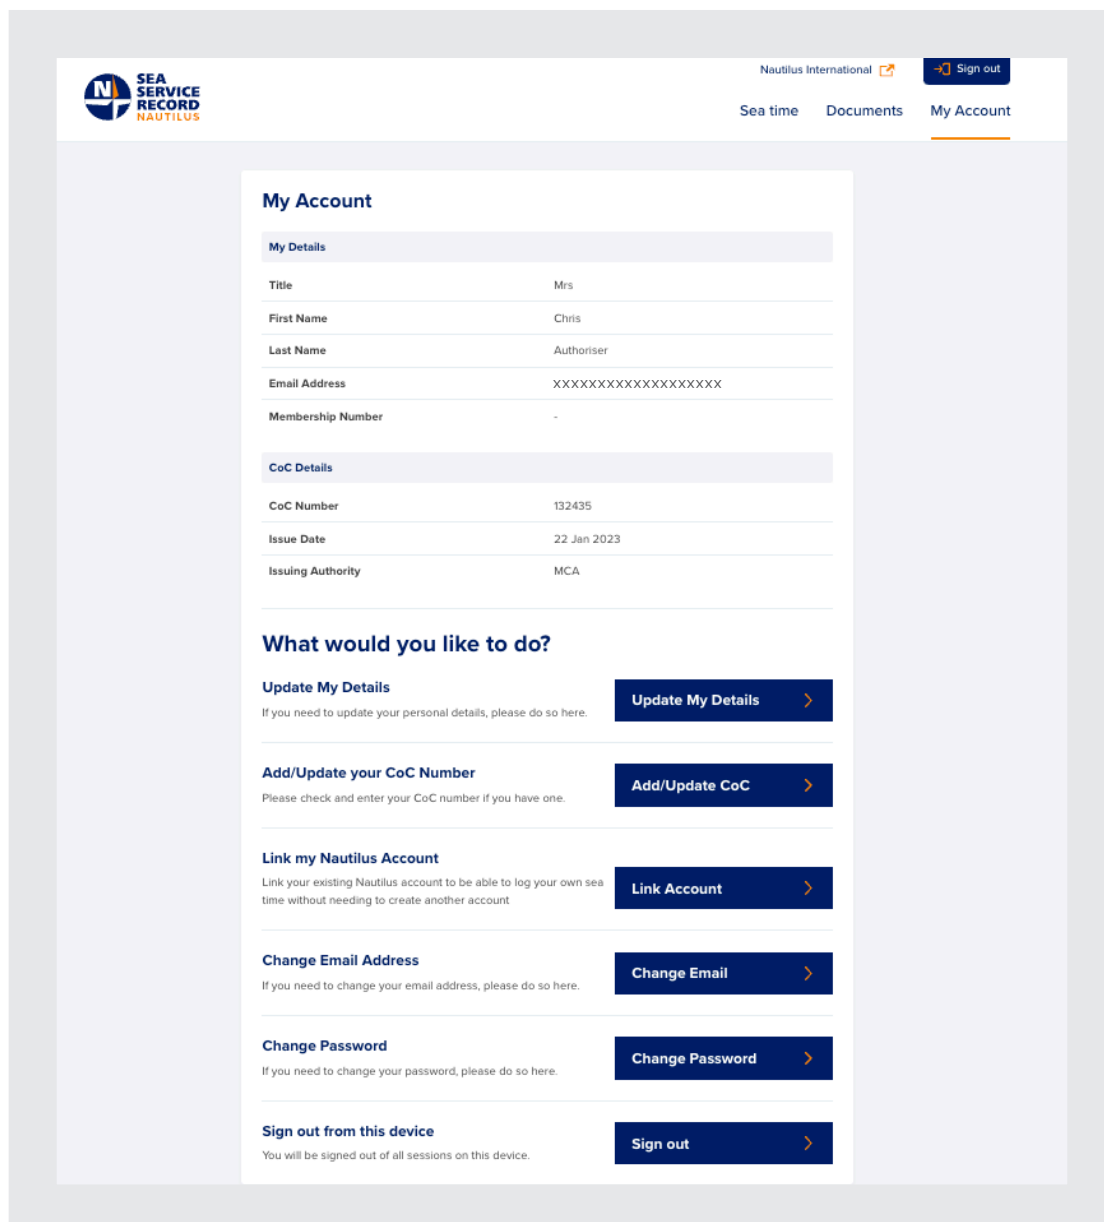 N
SEA
SERVICE
RECORD
NAUTILUS
Nautilus International
Sign out
Sea time
Documents
My Account
My Account
My Details
Title Mrs
First Name Chris
Last Name Authoriser
Email Address XXXXXXXXXXXXXXXXXXX
Membership Number -
CoC Details
CoC Number 132435
Issue Date 22 Jan 2023
Issuing Authority MCA
What would you like to do?
Update My Details
If you need to update your personal details, please do so here.
Update My Details
Add/Update your CoC Number
Please check and enter your CoC number if you have one.
Add/Update CoC
Link my Nautilus Account
Link your existing Nautilus account to be able to log your own sea
time without needing to create another account
Link Account
Change Email Address
If you need to change your email address, please do so here.
Change Email
Change Password
If you need to change your password, please do so here.
Change Password
Sign out from this device
You will be signed out of all sessions on this device.
Sign out